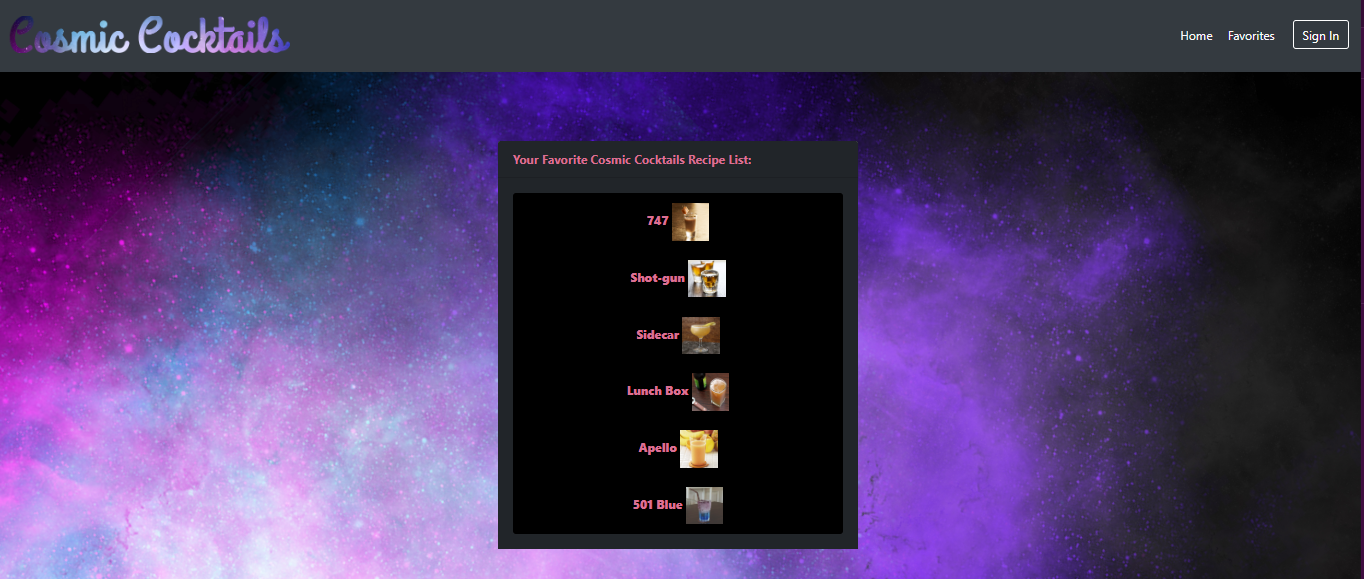 Cosmic Cocktails
Home Favorites Sign In
Your Favorite Cosmic Cocktails Recipe List:
747
Shot-gun
Sidecar
Lunch Box
Apello
501 Blue